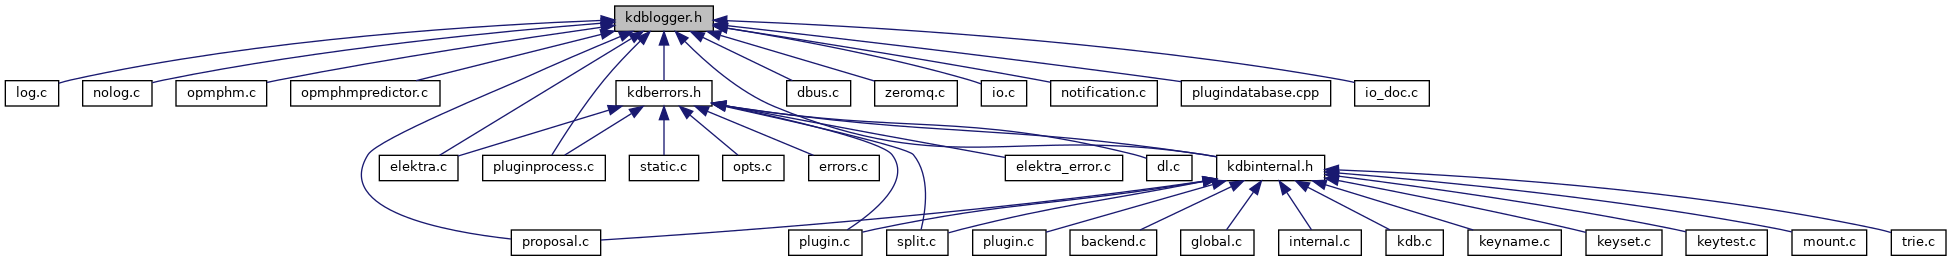 kdblogger.h
log.c
nolog.c
opmphm.c
opmphmpredictor.c
kdberrors.h
dbus.c
zeromq.c
io.c
notification.c
plugindatabase.cpp
io_doc.c
elektra.c
pluginprocess.c
static.c
opts.c
errors.c
elektra_error.c
dl.c
kdbinternal.h
proposal.c
plugin.c
split.c
plugin.c
backend.c
global.c
internal.c
kdb.c
keyname.c
keyset.c
keytest.c
mount.c
trie.c